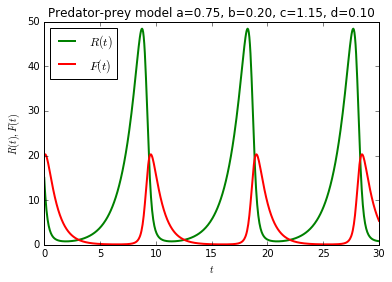 Predator-prey model a=0.75, b=0.20, c=1.15, d=0.10
R(t)
F(t)
R(t), F(t)
50
40
30
20
10
0
0 5 10 15 20 25 30
t